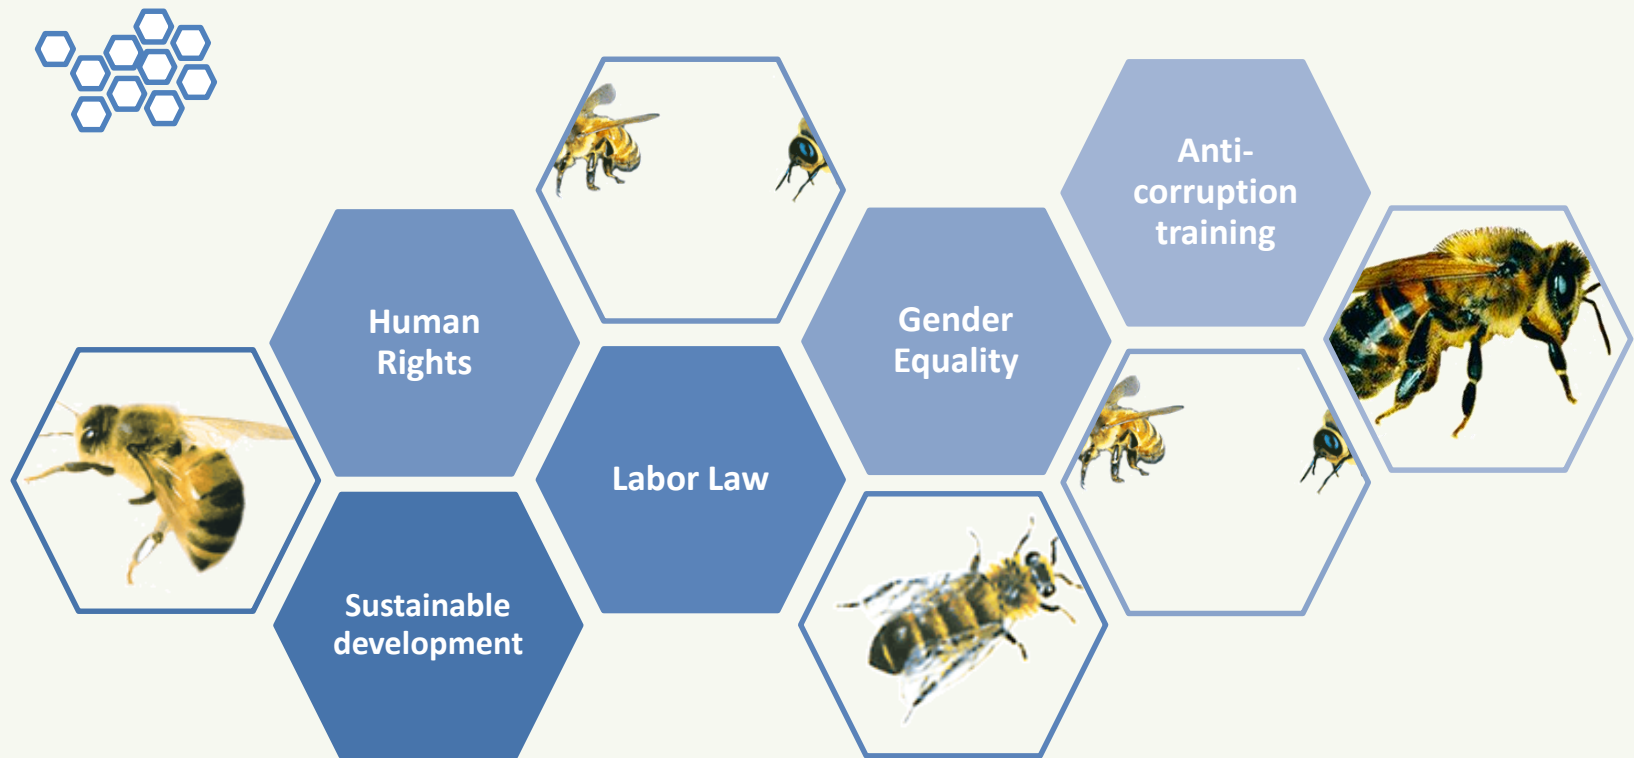 Human
Rights
Sustainable
development
Labor Law
Gender
Equality
Anti-
corruption
training